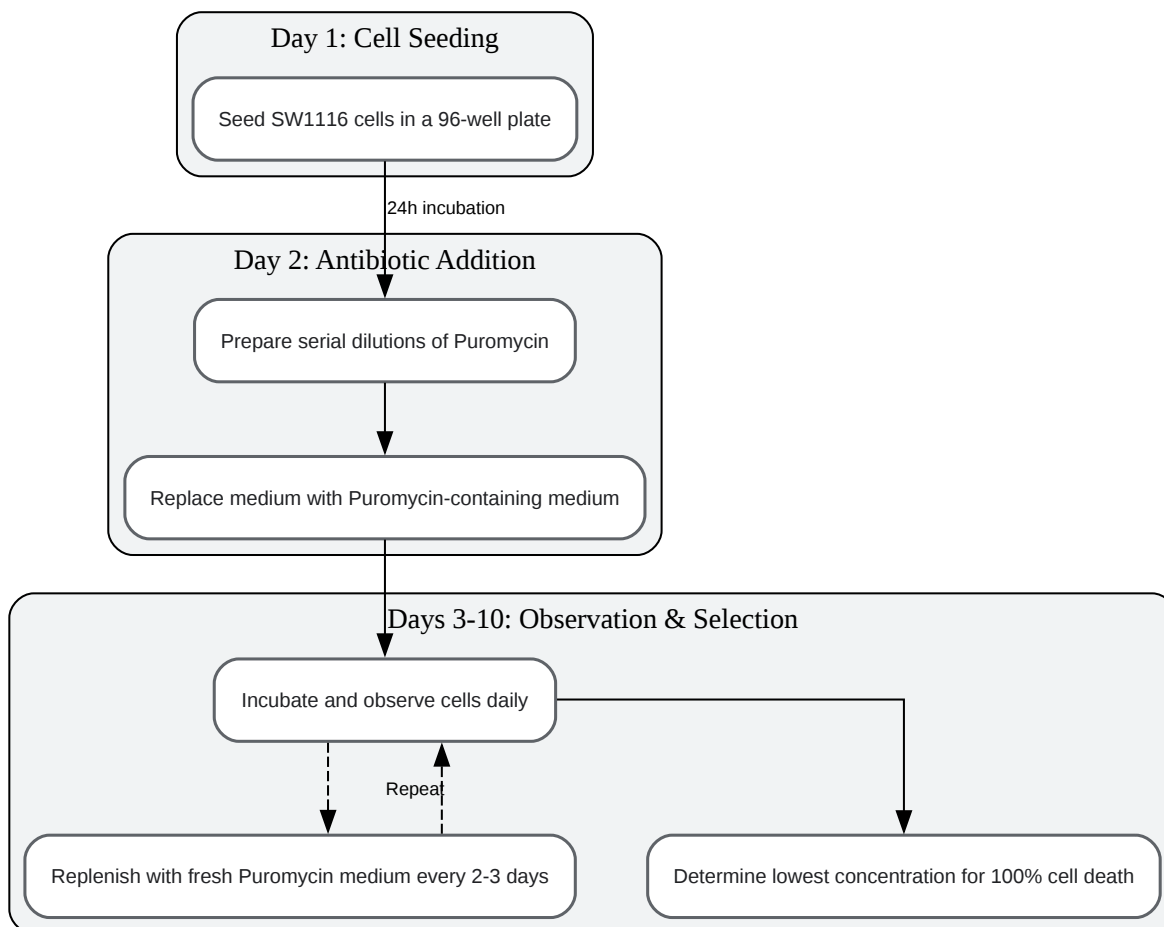 Day 1: Cell Seeding
Seed SW1116 cells in a 96-well plate
24h incubation
Day 2: Antibiotic Addition
Prepare serial dilutions of Puromycin
Replace medium with Puromycin-containing medium
Days 3-10: Observation & Selection
Incubate and observe cells daily
Repeat
Replenish with fresh Puromycin medium every 2-3 days
Determine lowest concentration for 100% cell death